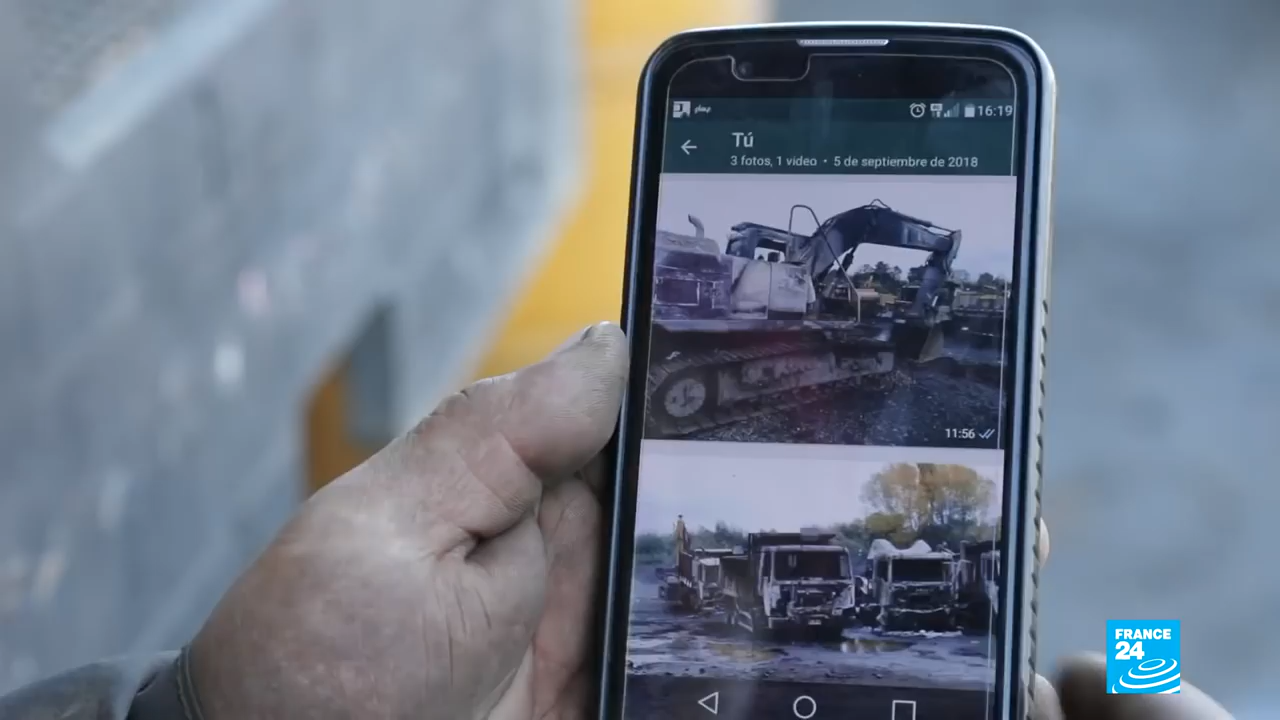 16:19
Tú
3 fotos, 1 video • 5 de septiembre de 2018
11:56
FRANCE
24